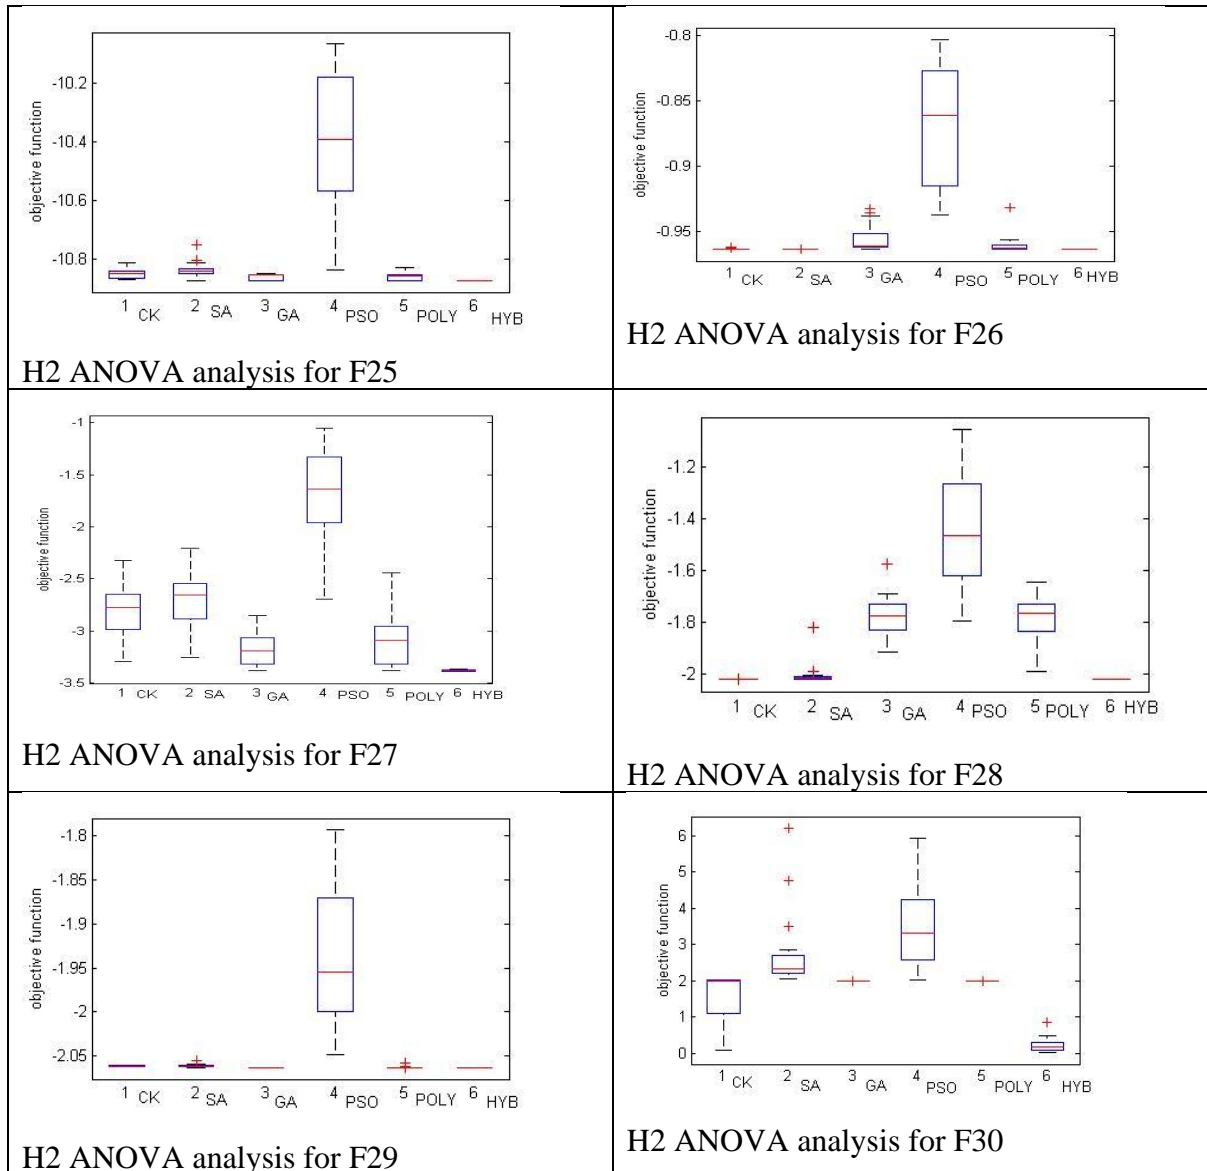 -10.2
-10.4
-10.6
-10.8
objective function
1 CK 2 SA 3 GA 4 PSO 5 POLY 6 HYB
H2 ANOVA analysis for F25
-0.8
-0.85
-0.9
-0.95
objective function
1 CK 2 SA 3 GA 4 PSO 5 POLY 6 HYB
H2 ANOVA analysis for F26
-1
-1.5
-2
-2.5
-3
-3.5
objective function
1 CK 2 SA 3 GA 4 PSO 5 POLY 6 HYB
H2 ANOVA analysis for F27
-1.2
-1.4
-1.6
-1.8
-2
objective function
1 CK 2 SA 3 GA 4 PSO 5 POLY 6 HYB
H2 ANOVA analysis for F28
-1.8
-1.85
-1.9
-1.95
-2
-2.05
objective function
1 CK 2 SA 3 GA 4 PSO 5 POLY 6 HYB
H2 ANOVA analysis for F29
6
5
4
3
2
1
0
objective function
1 CK 2 SA 3 GA 4 PSO 5 POLY 6 HYB
H2 ANOVA analysis for F30